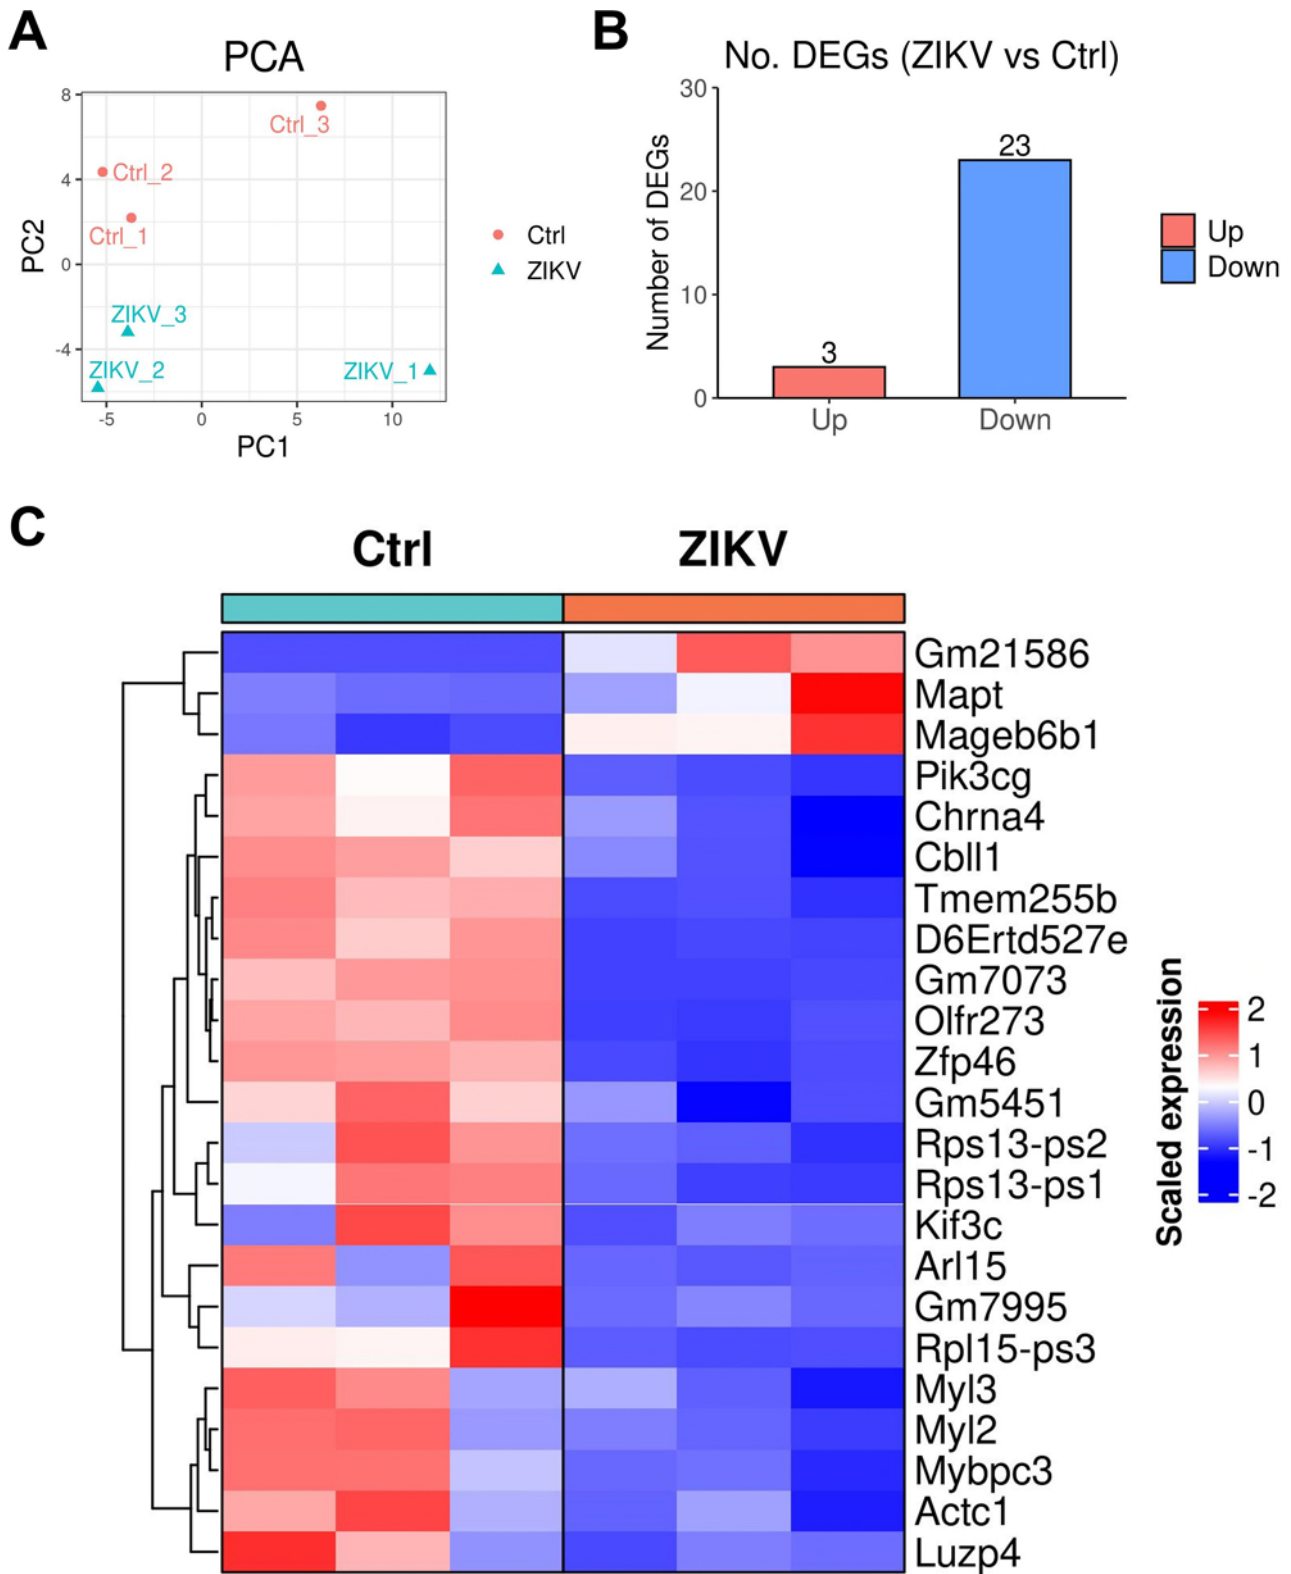 A
PCA
8
4
0
-4
-5
0
5
10
PC2
PC1
Ctrl_3
Ctrl_2
Ctrl_1
ZIKV_3
ZIKV_2
ZIKV_1
Ctrl
ZIKV
B
No. DEGs (ZIKV vs Ctrl)
Number of DEGs
30
20
10
0
3
23
Up
Down
Up
Down
C
Ctrl
ZIKV
Gm21586
Mapt
Mageb6b1
Pik3cg
Chrna4
Cbll1
Tmem255b
D6Ertd527e
Gm7073
Olfr273
Zfp46
Gm5451
Rps13-ps2
Rps13-ps1
Kif3c
Arl15
Gm7995
Rpl15-ps3
Myl3
Myl2
Mybpc3
Actc1
Luzp4
Scaled expression
2
1
0
-1
-2